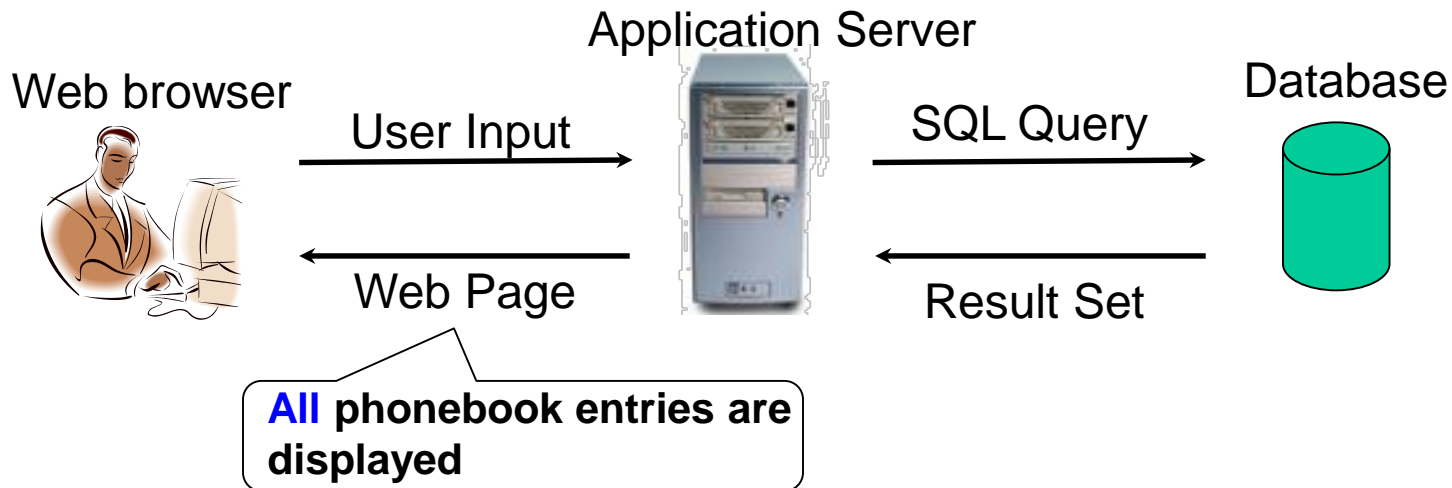 Application Server
Web browser
Database
User Input
SQL Query
Web Page
Result Set
All phonebook entries are
displayed